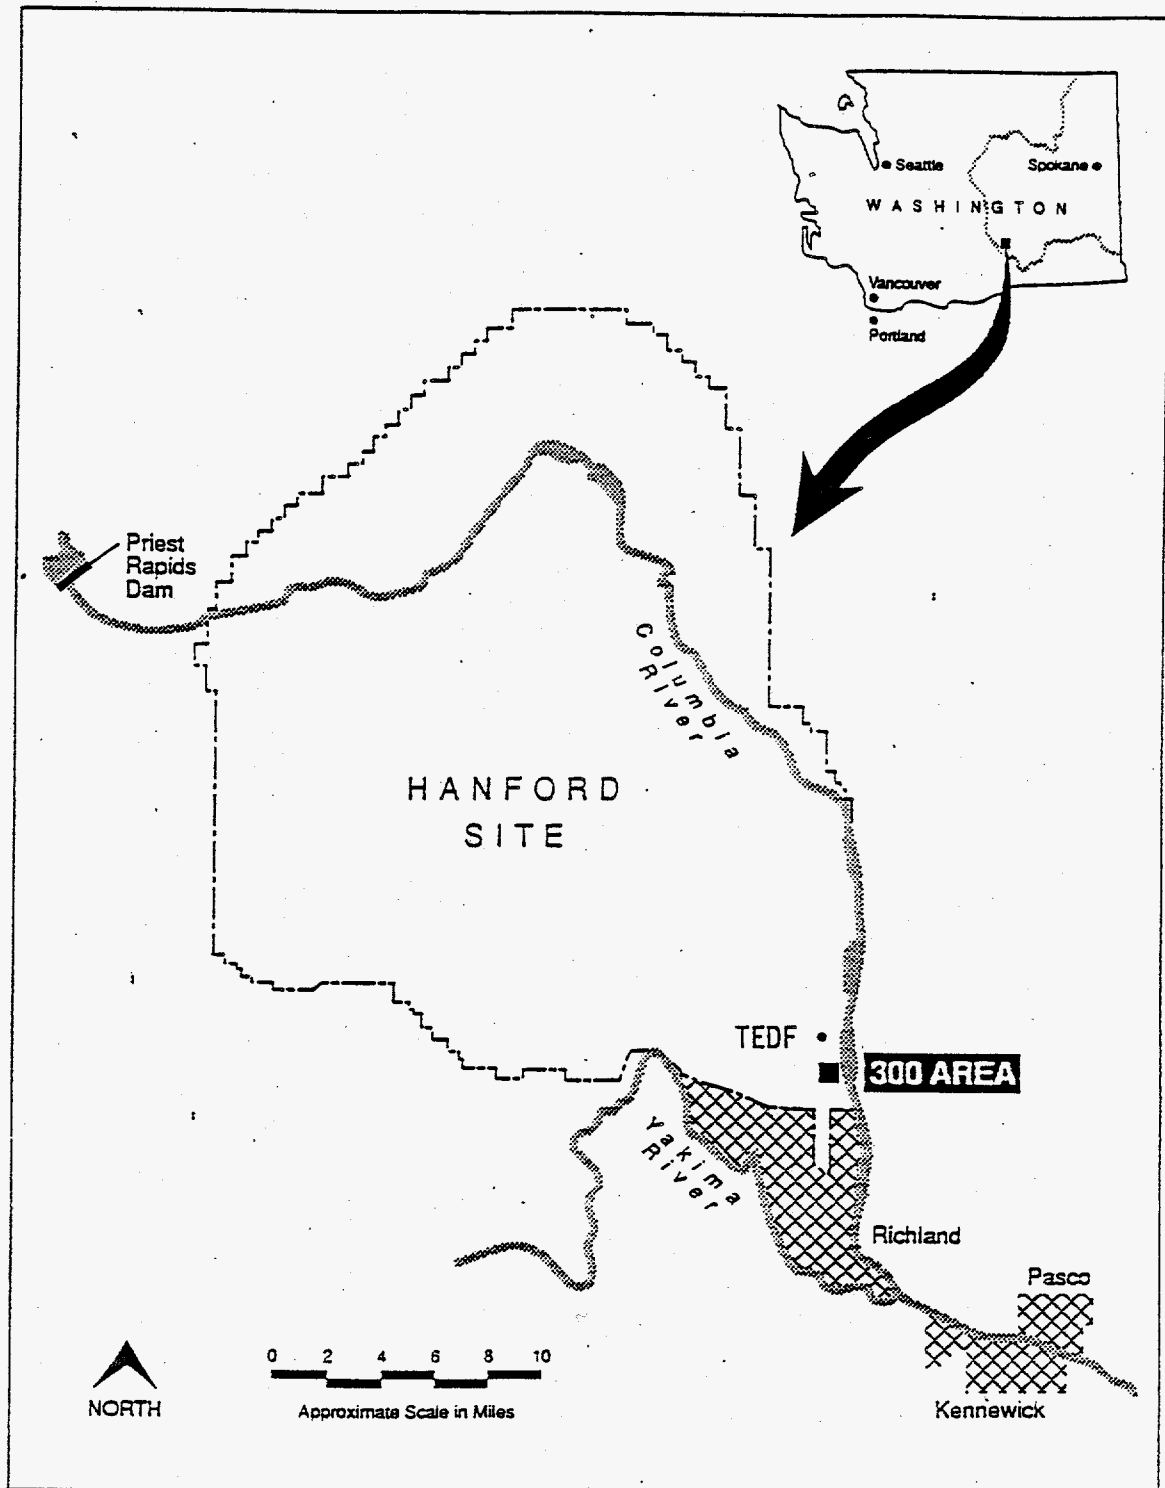 Seattle
Spokane
WASHINGTON
Vancouver
Portland
Priest
Rapids
Dam
Columbia
River
HANFORD
SITE
TEDF
300 AREA
Yakima
River
Richland
Pasco
Kennewick
NORTH
0 2 4 6 8 10
Approximate Scale in Miles